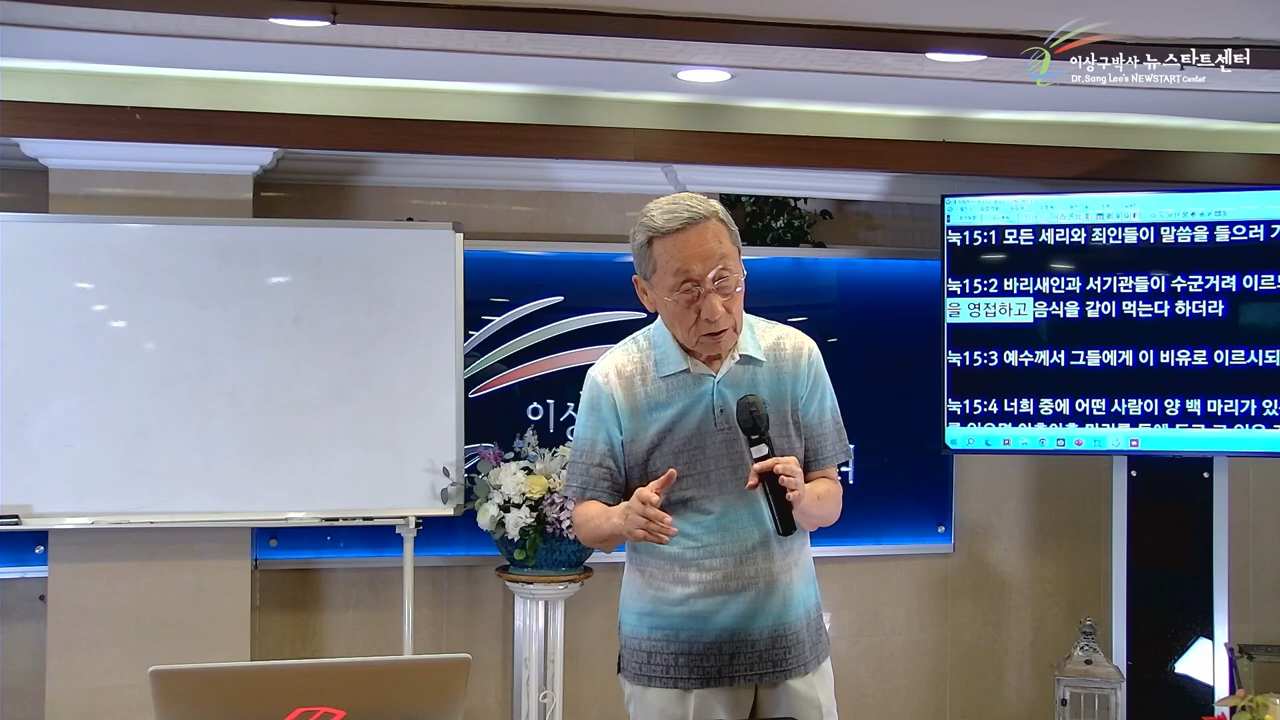 이상구박사 뉴스타트센터
Dr. Sang Lee's NEWSTART Center
눅15:1 모든 세리와 죄인들이 말씀을 들으러
눅15:2 바리새인과 서기관들이 수군거려
을 영접하고 음식을 같이 먹는다 하더라
눅15:3 예수께서 그들에게 이 비유로 이르시되
눅15:4 너희 중에 어떤 사람이 양 백 마리가
이상
JACK NICKLAUS